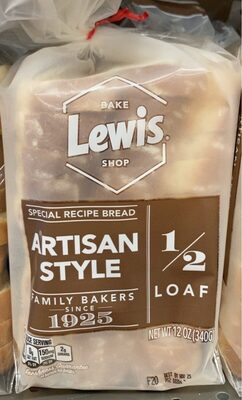 BAKE
Lewis
SHOP
SPECIAL RECIPE BREAD
ARTISAN
STYLE
1/2
LOAF
FAMILY BAKERS
SINCE
1925
NET WT 12 OZ (340G)